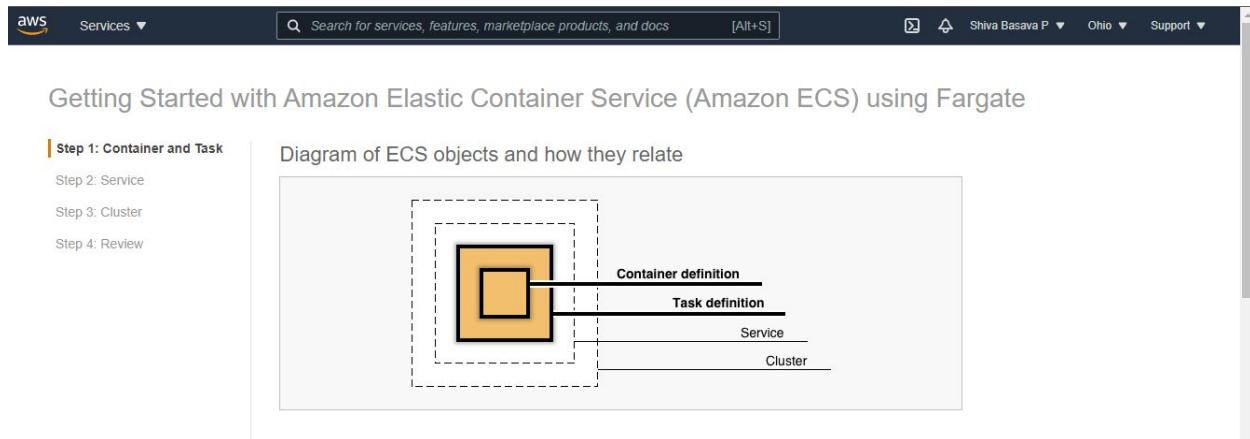 aws Services ▼ Search for services, features, marketplace products, and docs [Alt+S] Shiva Basava P ▼ Ohio ▼ Support ▼
Getting Started with Amazon Elastic Container Service (Amazon ECS) using Fargate
Step 1: Container and Task
Step 2: Service
Step 3: Cluster
Step 4: Review
Diagram of ECS objects and how they relate
Container definition
Task definition
Service
Cluster